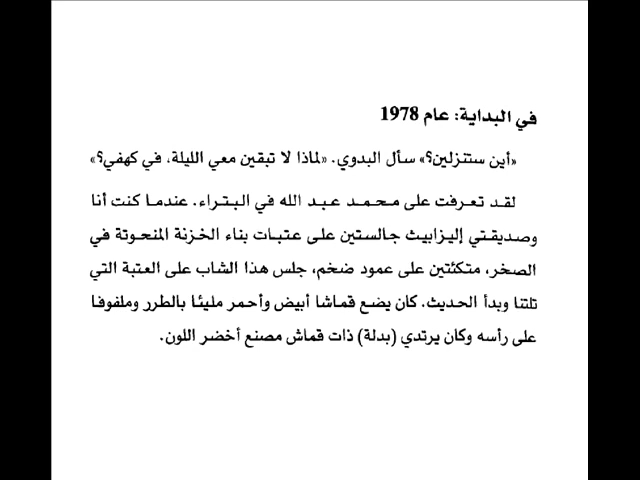 في البداية: عام 1978
«أين ستنزلين؟» سأل البدوي. «لماذا لا تبقين معي الليلة، في كهفي؟»
لقد تعرفت على محمد عبد الله في البتراء. عندما كنت أنا
وصديقتي إليزابيث جالستين على عتبات بناء الخزنة المنحوتة في
الصخر، متكئتين على عمود ضخم، جلس هذا الشاب على العتبة التي
تلتنا وبدأ الحديث. كان يضع قماشا أبيض وأحمر مليئا بالطرر وملفوفا
على رأسه وكان يرتدي (بدلة) ذات قماش مصنع أخضر اللون.